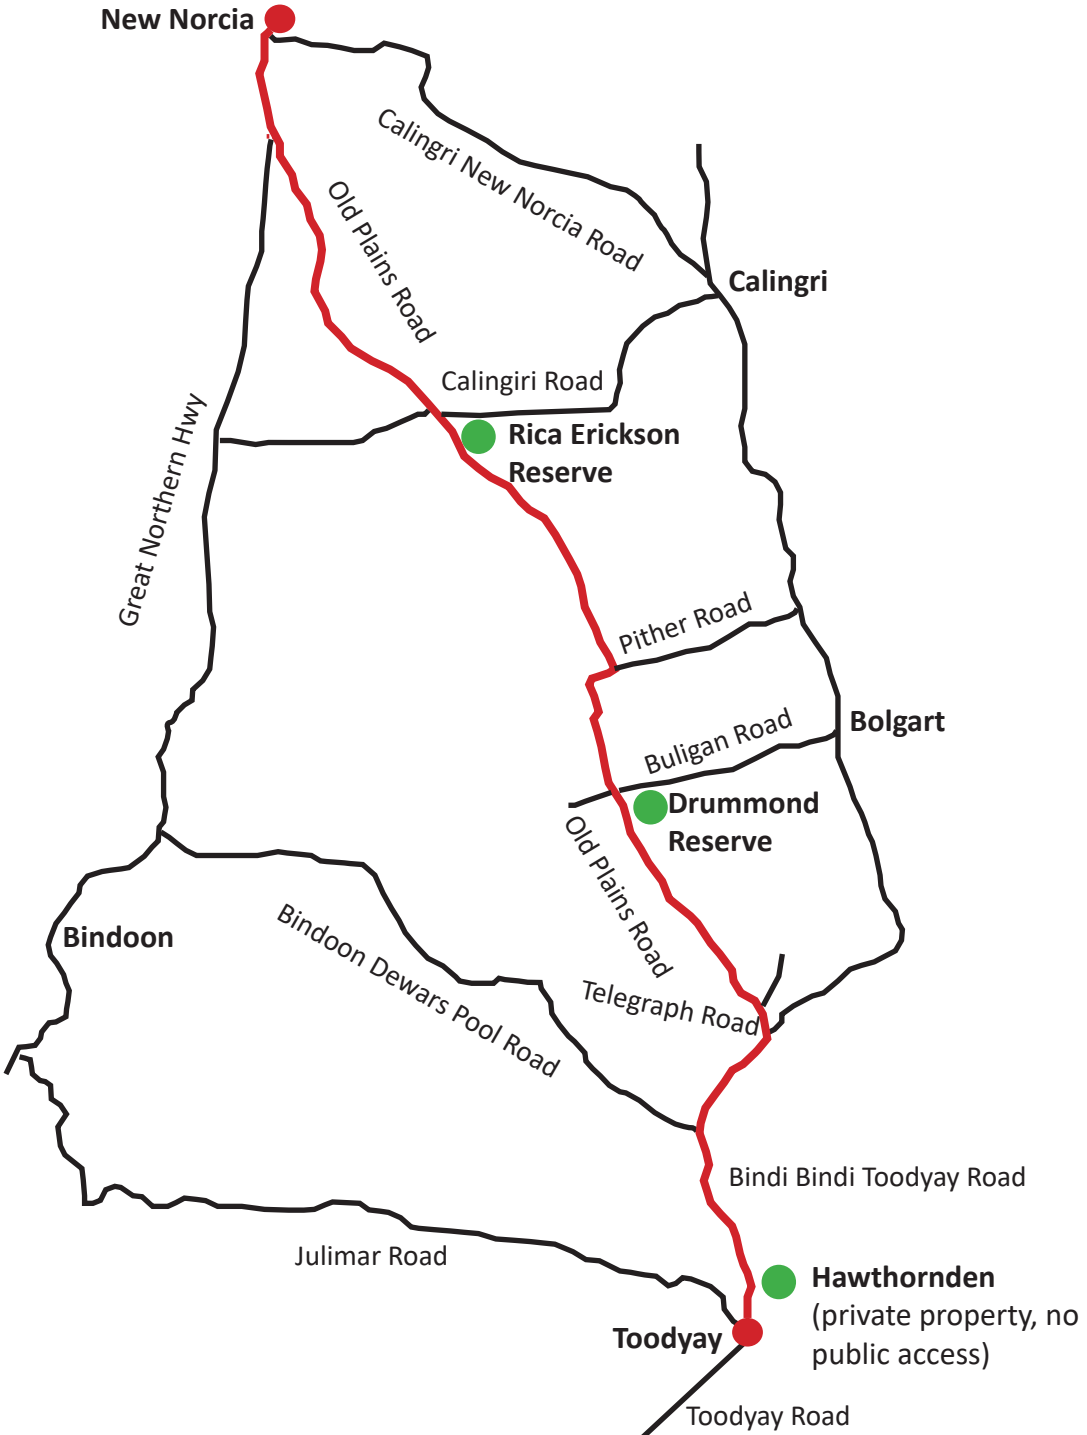 New Norcia
Calingri New Norcia Road
Old Plains Road
Calingri
Calingiri Road
Great Northern Hwy
Rica Erickson
Reserve
Pither Road
Bolgart
Buligan Road
Drummond
Reserve
Old Plains Road
Bindoon
Bindoon Dewars Pool Road
Telegraph Road
Bindi Bindi Toodyay Road
Julimar Road
Hawthornden
(private property, no
public access)
Toodyay
Toodyay Road